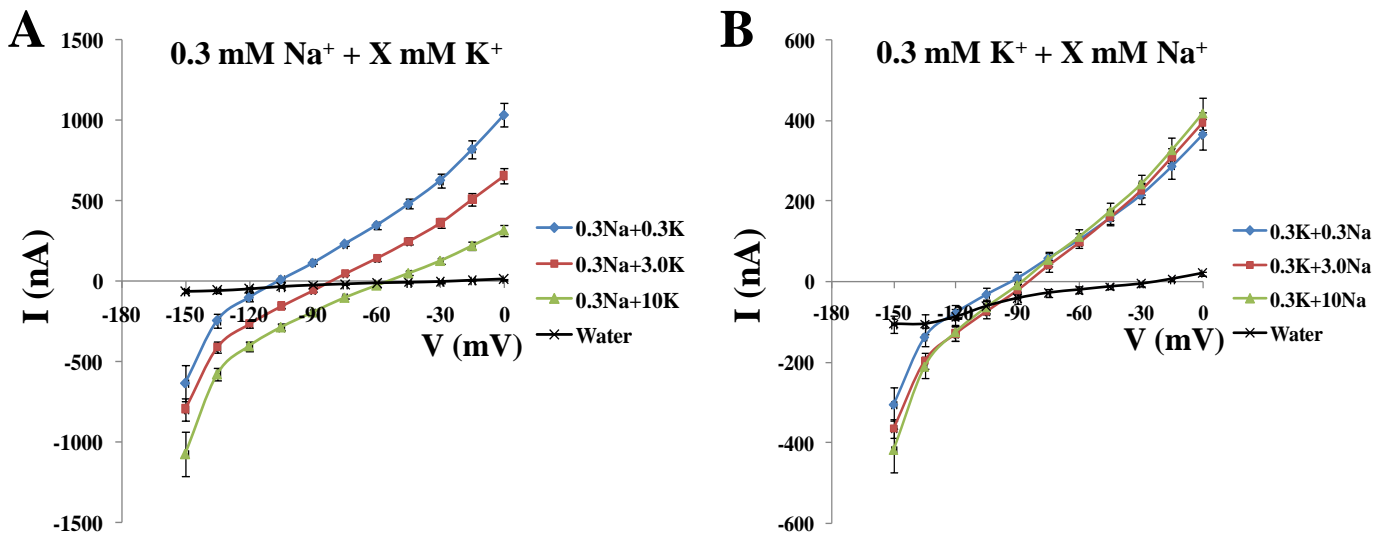 A
0.3 mM Na⁺ + X mM K⁺
1500
1000
500
0
-500
-1000
-1500
-180
-150
-120
-90
-60
-30
0
I (nA)
V (mV)
0.3Na+0.3K
0.3Na+3.0K
0.3Na+10K
Water
B
0.3 mM K⁺ + X mM Na⁺
600
400
200
0
-200
-400
-600
-180
-150
-120
-90
-60
-30
0
I (nA)
V (mV)
0.3K+0.3Na
0.3K+3.0Na
0.3K+10Na
Water